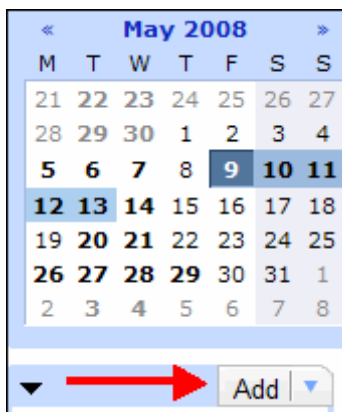 « May 2008 »
M T W T F S S
21 22 23 24 25 26 27
28 29 30 1 2 3 4
5 6 7 8 9 10 11
12 13 14 15 16 17 18
19 20 21 22 23 24 25
26 27 28 29 30 31 1
2 3 4 5 6 7 8
Add